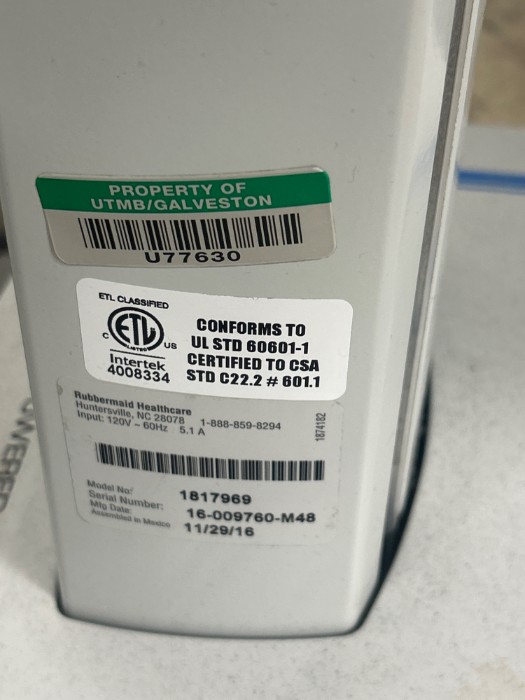 PROPERTY OF
UTMB/GALVESTON
U77630
ETL CLASSIFIED
C ETL US
LISTED
Intertek
4008334
CONFORMS TO
UL STD 60601-1
CERTIFIED TO CSA
STD C22.2 # 601.1
Rubbermaid Healthcare
Huntersville, NC 28078 1-888-859-8294
Input: 120V ~ 60Hz 5.1 A
1874182
Model No: 1817969
Serial Number: 16-009760-M48
Mfg Date: 11/29/16
Assembled in Mexico